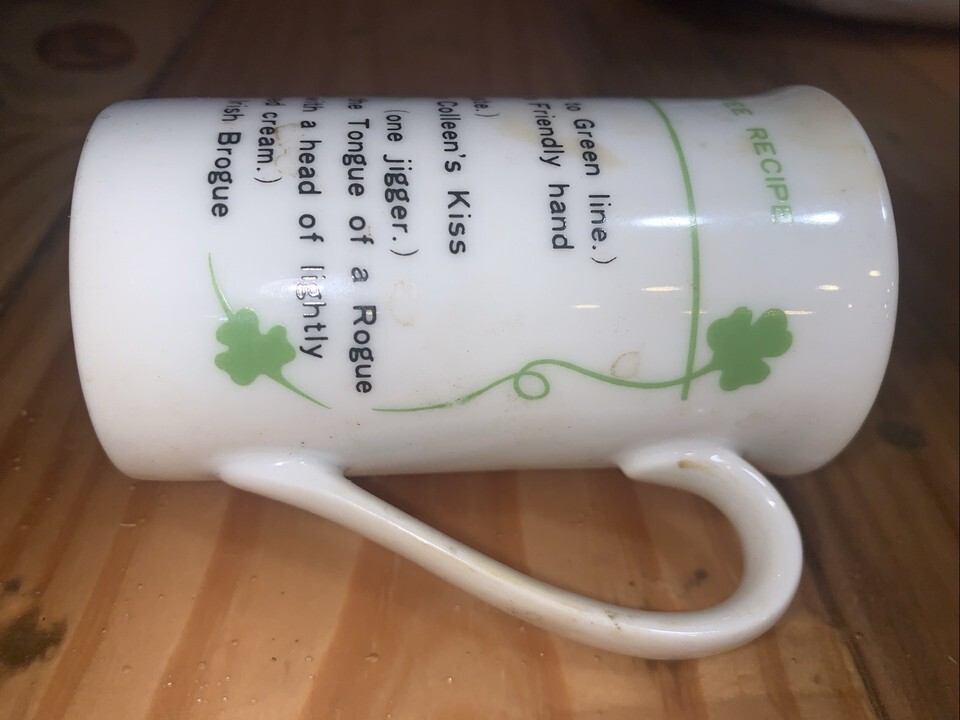 RECIPE
to Green line.)
Friendly hand
Colleen's Kiss
(one jigger.)
Tongue of a Rogue
a head of lightly
cream.)
Irish Brogue